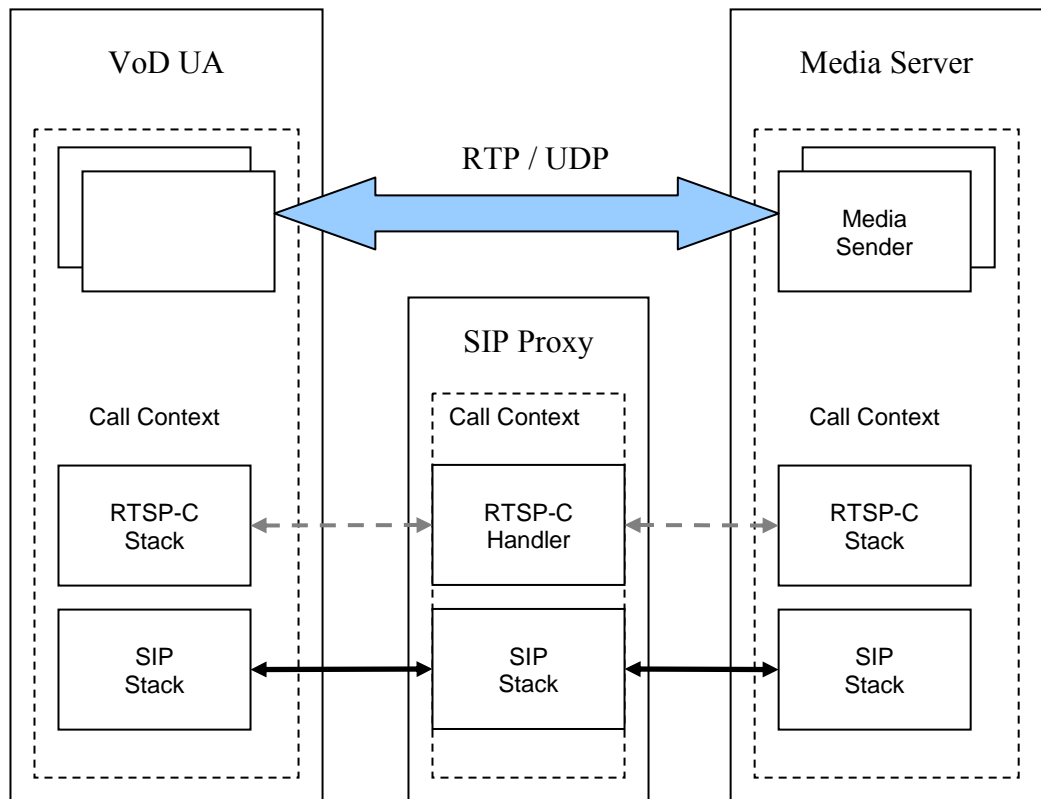 VoD UA
Media Server
RTP / UDP
Media
Sender
SIP Proxy
Call Context
Call Context
Call Context
RTSP-C
Stack
RTSP-C
Handler
RTSP-C
Stack
SIP
Stack
SIP
Stack
SIP
Stack